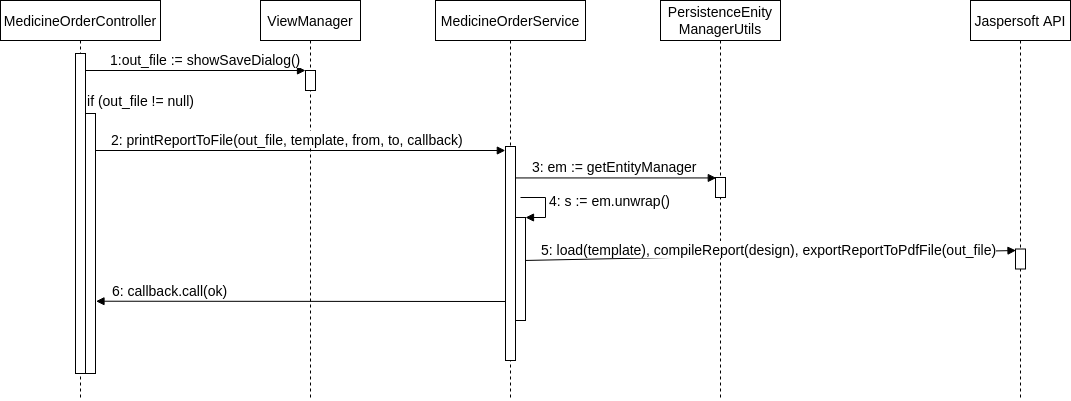 MedicineOrderController
ViewManager
MedicineOrderService
PersistenceEnity
ManagerUtils
Jaspersoft API
1:out_file := showSaveDialog()
if (out_file != null)
2: printReportToFile(out_file, template, from, to, callback)
3: em := getEntityManager
4: s := em.unwrap()
5: load(template), compileReport(design), exportReportToPdfFile(out_file)
6: callback.call(ok)